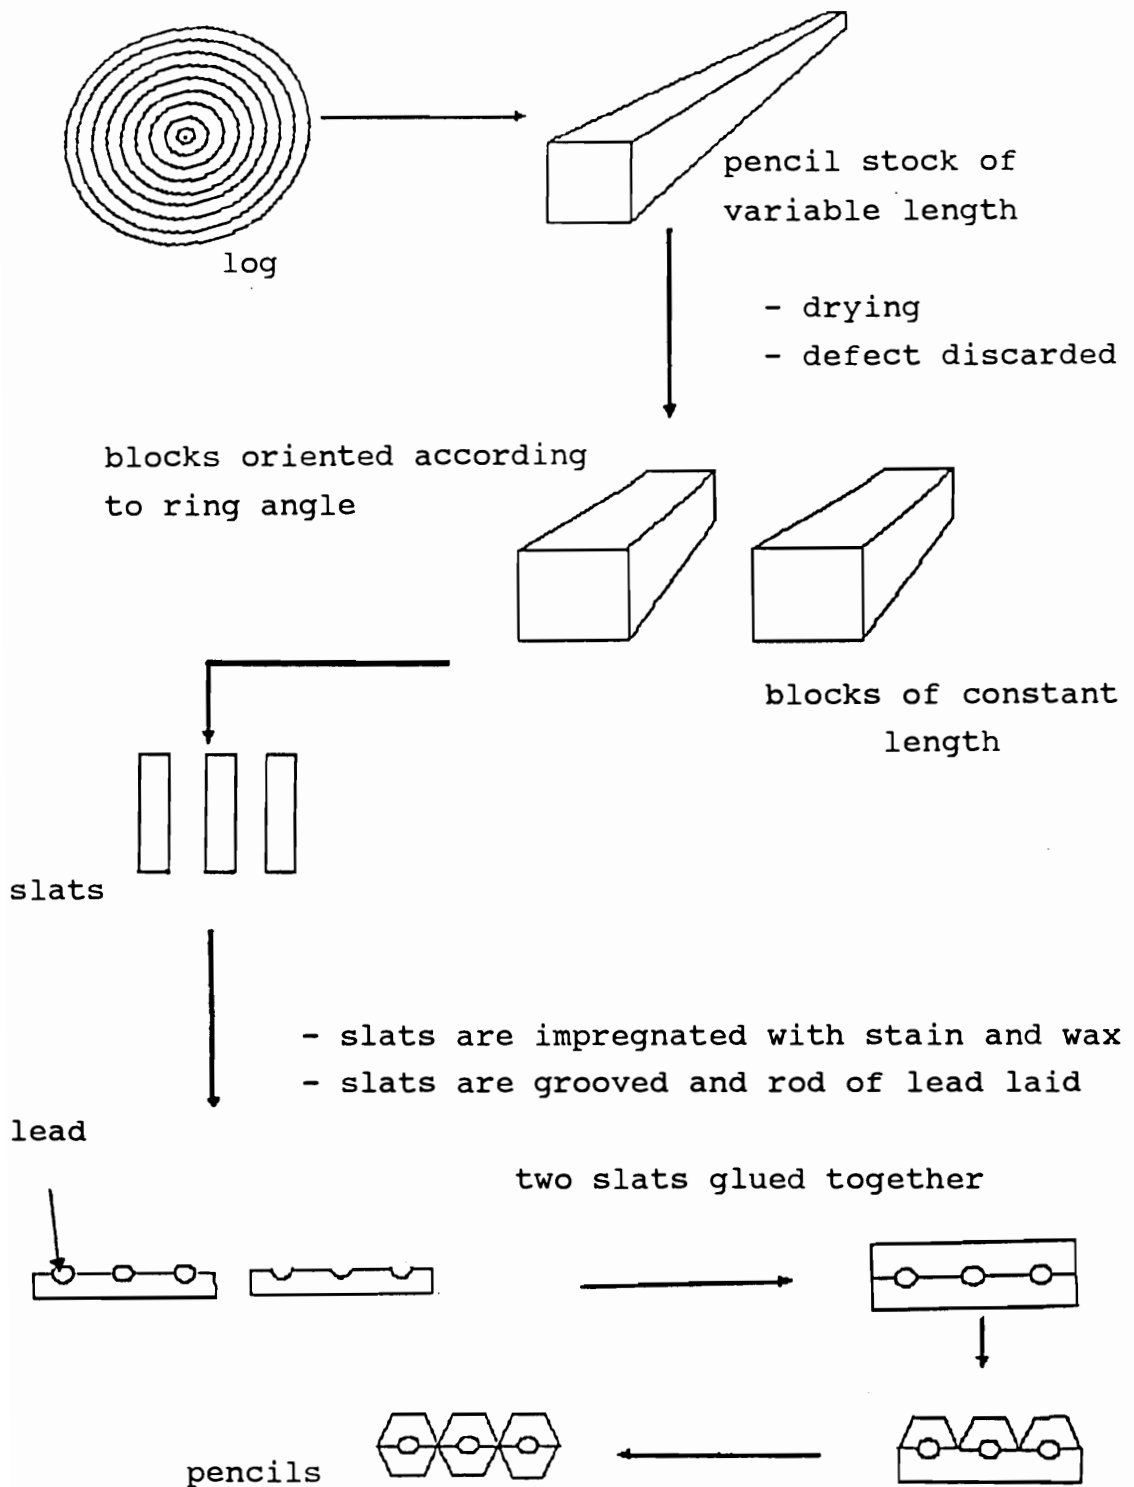 log
pencil stock of
variable length
- drying
- defect discarded
blocks oriented according
to ring angle
blocks of constant
length
slats
- slats are impregnated with stain and wax
- slats are grooved and rod of lead laid
lead
two slats glued together
pencils